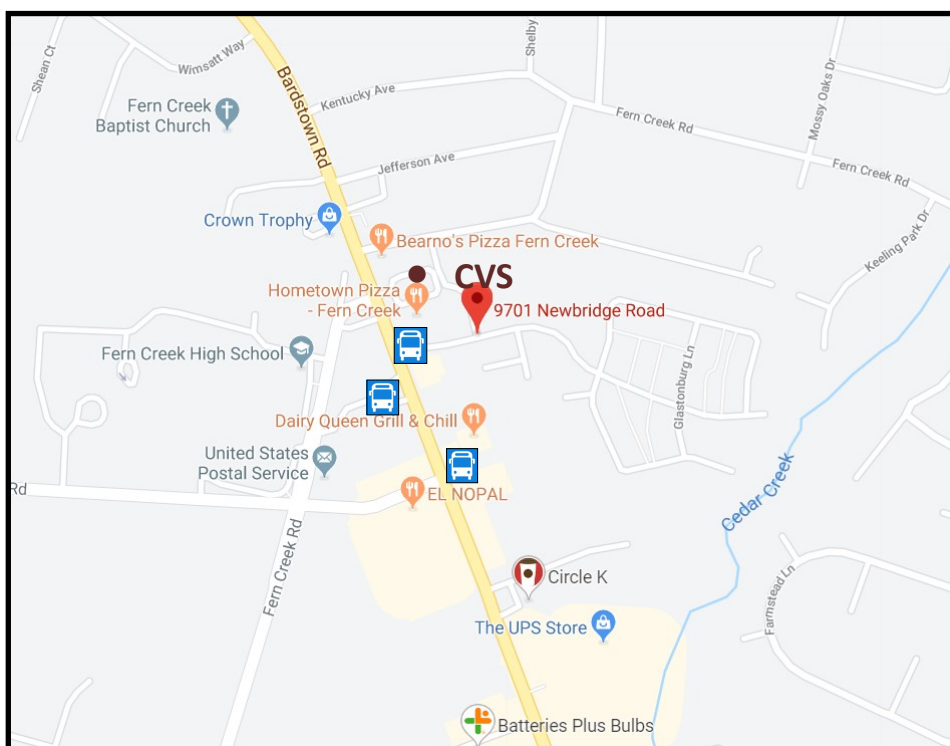 Shean Ct
Wimsatt Way
Bardstown Rd
Shelby
Kentucky Ave
Mossy Oaks Dr
Fern Creek
Baptist Church
Fern Creek Rd
Jefferson Ave
Fern Creek Rd
Crown Trophy
Bearno's Pizza Fern Creek
Keeling Park Dr
CVS
Hometown Pizza
- Fern Creek
9701 Newbridge Road
Fern Creek High School
Glastonburg Ln
Dairy Queen Grill & Chill
United States
Postal Service
Rd
EL NOPAL
Cedar Creek
Fern Creek Rd
Circle K
Farmstead Ln
The UPS Store
Batteries Plus Bulbs